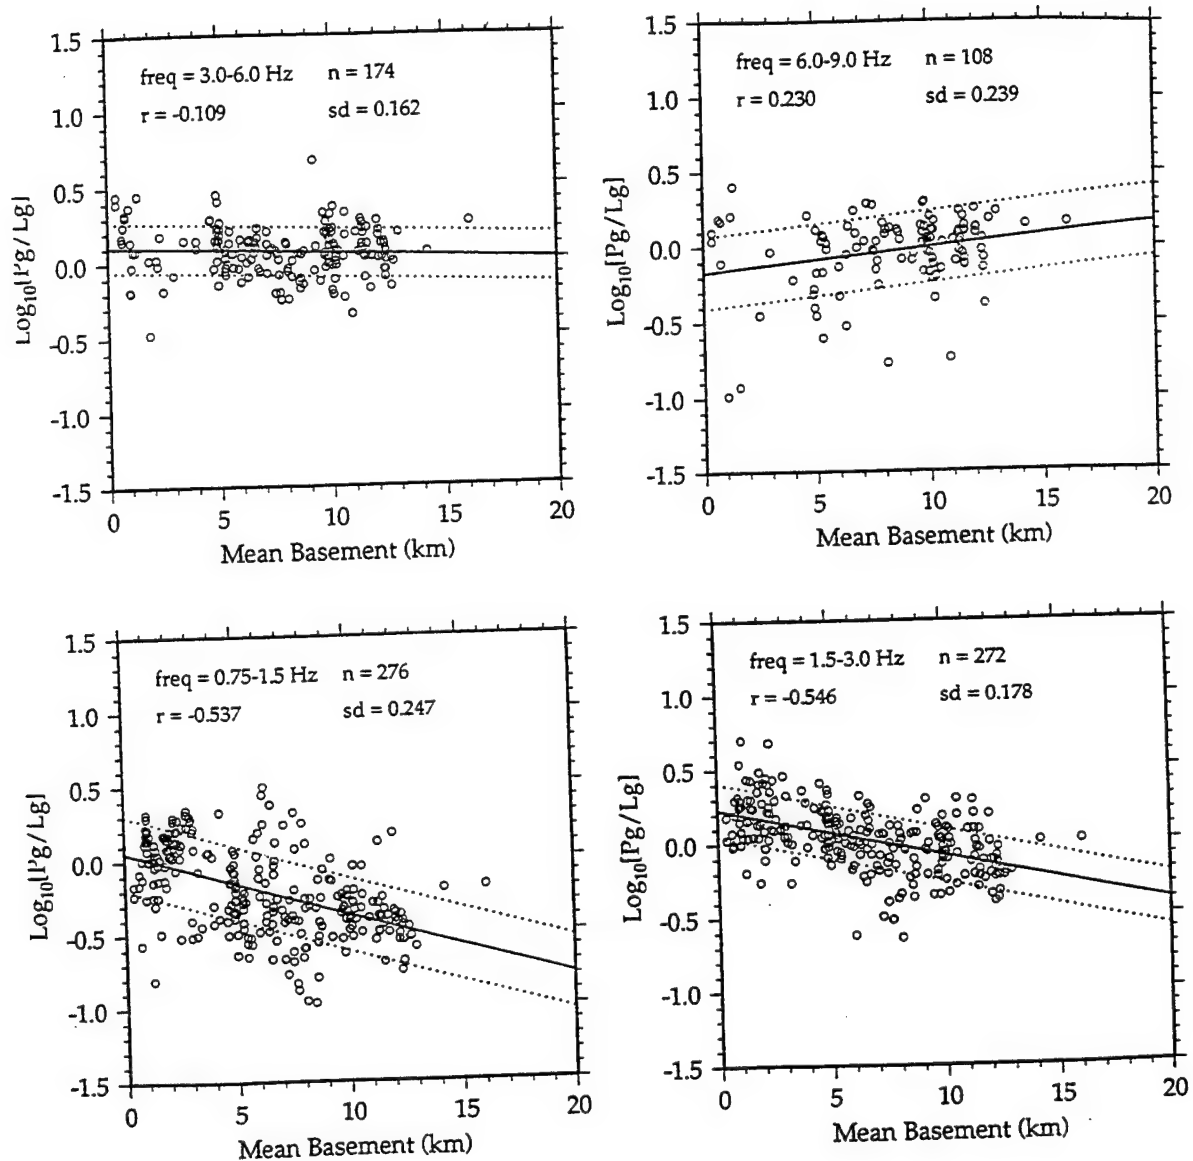 freq = 3.0-6.0 Hz n = 174
r = -0.109 sd = 0.162
1.5
1.0
0.5
0.0
-0.5
-1.0
-1.5
0 5 10 15 20
Log10[Pg/Lg]
Mean Basement (km)
freq = 6.0-9.0 Hz n = 108
r = 0.230 sd = 0.239
1.5
1.0
0.5
0.0
-0.5
-1.0
-1.5
0 5 10 15 20
Log10[Pg/Lg]
Mean Basement (km)
freq = 0.75-1.5 Hz n = 276
r = -0.537 sd = 0.247
1.5
1.0
0.5
0.0
-0.5
-1.0
-1.5
0 5 10 15 20
Log10[Pg/Lg]
Mean Basement (km)
freq = 1.5-3.0 Hz n = 272
r = -0.546 sd = 0.178
1.5
1.0
0.5
0.0
-0.5
-1.0
-1.5
0 5 10 15 20
Log10[Pg/Lg]
Mean Basement (km)